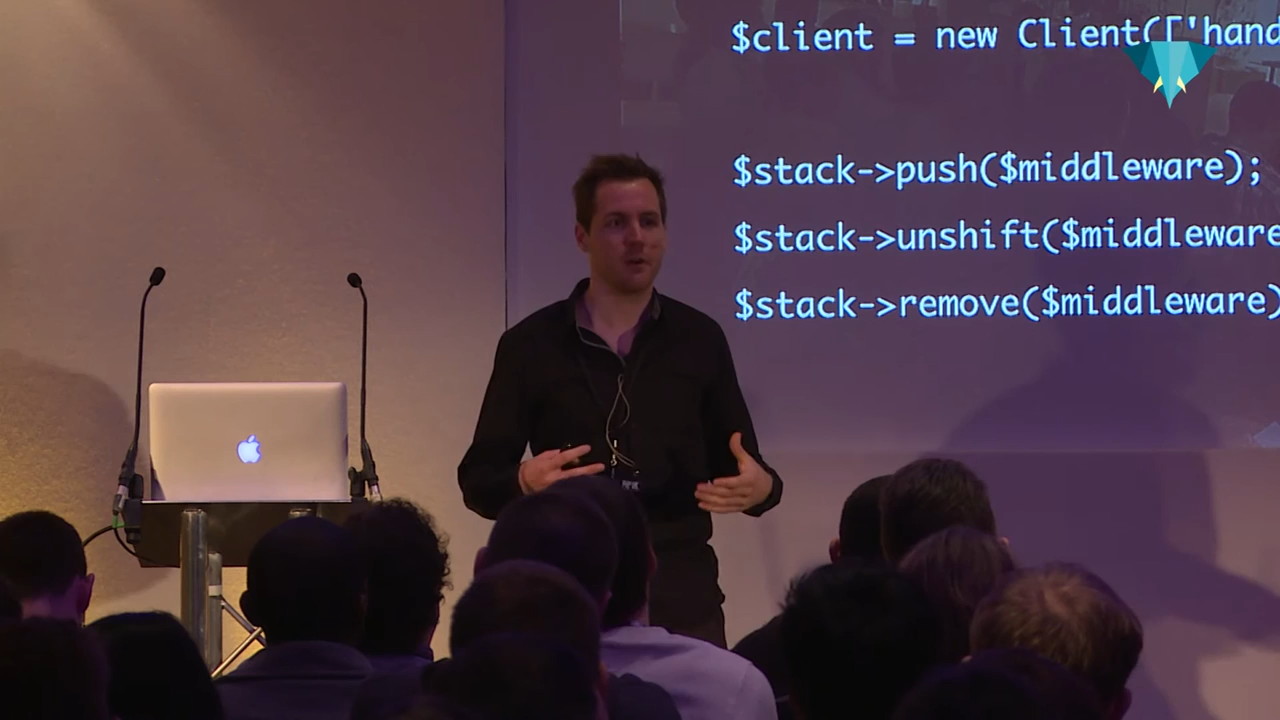 $client = new Client(['hand
$stack->push($middleware);
$stack->unshift($middleware
$stack->remove($middleware)